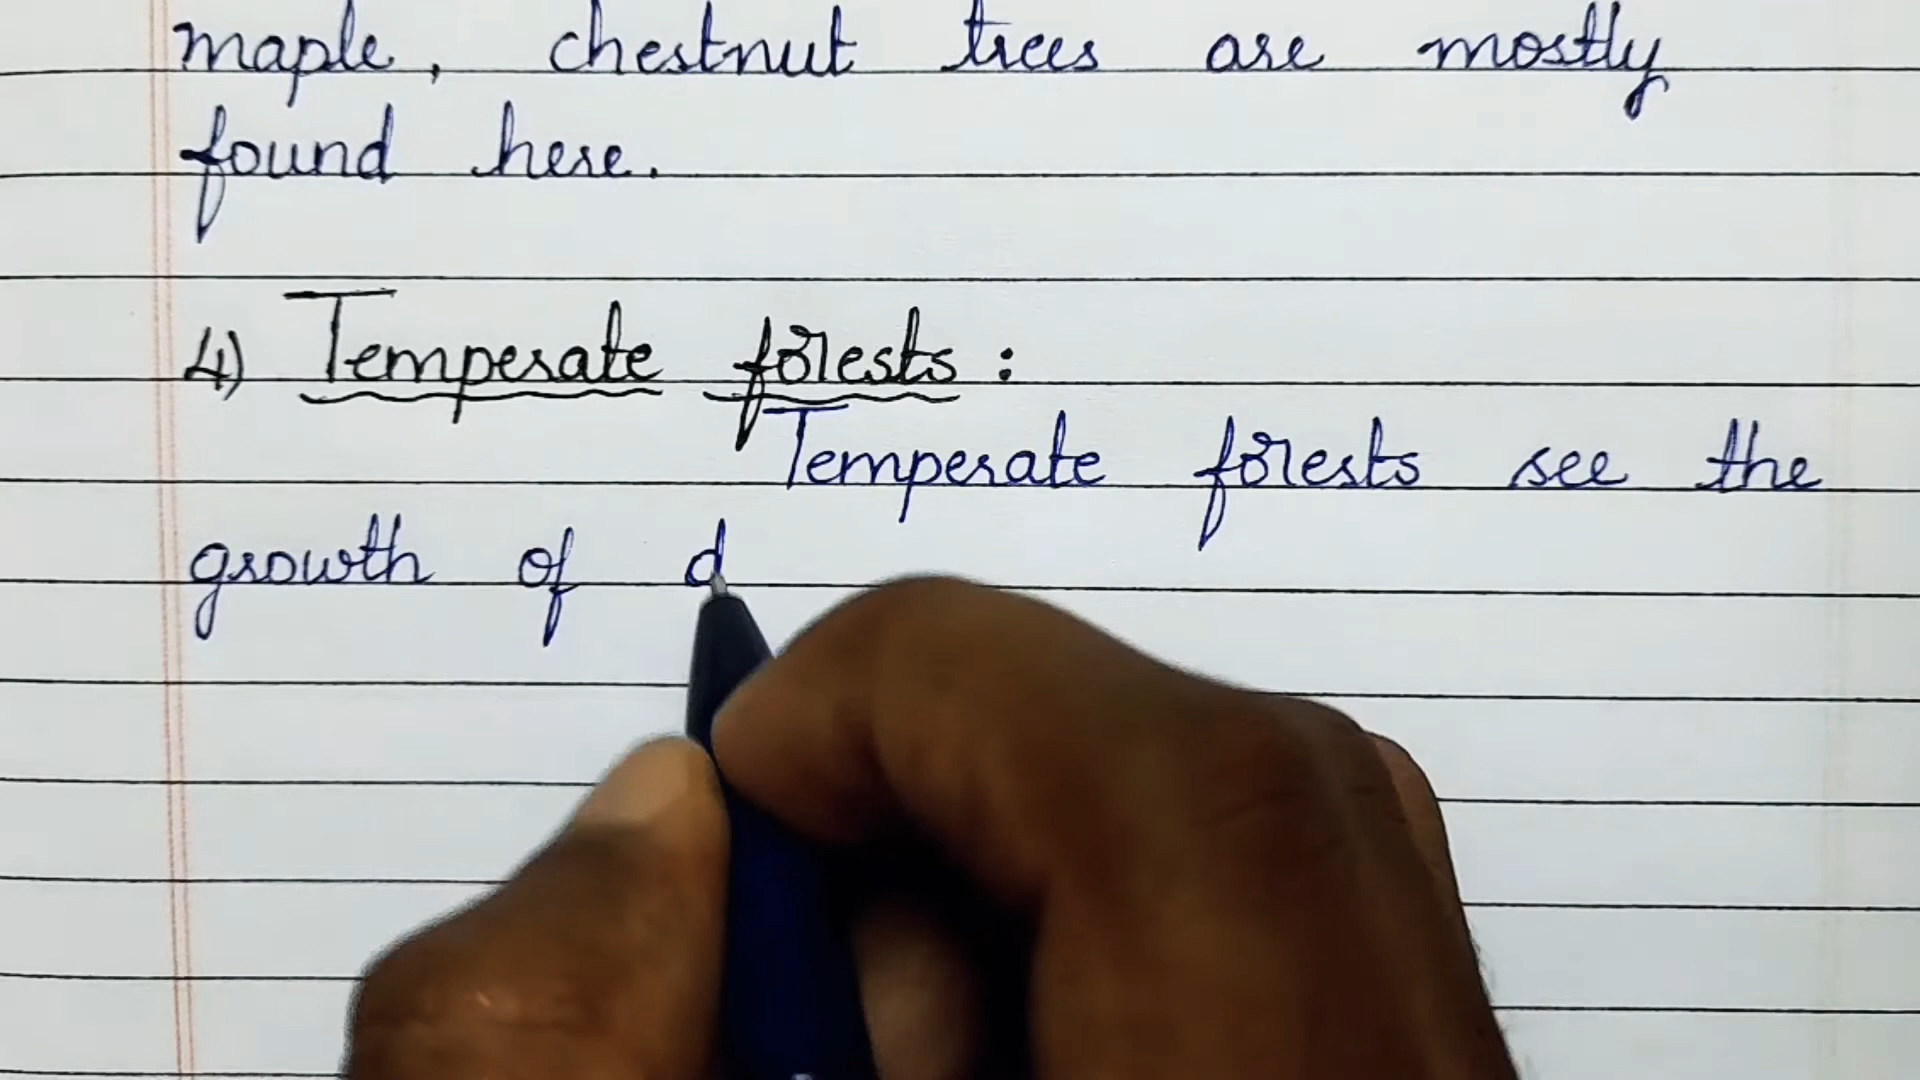 maple, chestnut trees are mostly
found here.
4) Temperate forests :
Temperate forests see the
growth of d